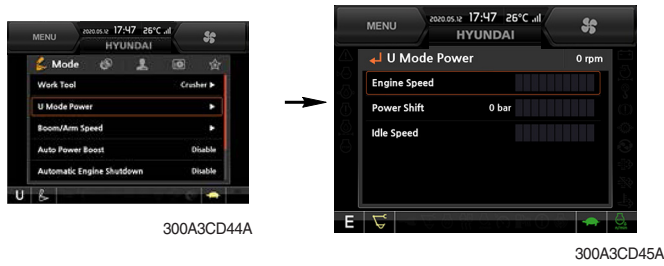 MENU
2020.05.12 17:47 26°C .ıl
HYUNDAI
Mode
Work Tool Crusher ▶
U Mode Power ▶
Boom/Arm Speed ▶
Auto Power Boost Disable
Automatic Engine Shutdown Disable
U
300A3CD44A
MENU
2020.05.12 17:47 26°C .ıl
HYUNDAI
U Mode Power 0 rpm
Engine Speed
Power Shift 0 bar
Idle Speed
E
300A3CD45A